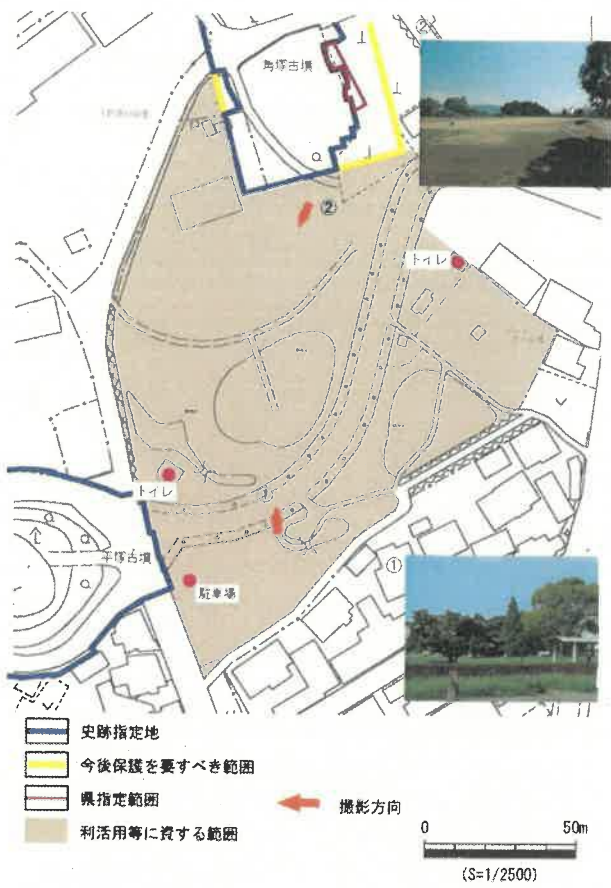 角塚古墳
②
②
トイレ
トイレ
平塚古墳
駐車場
①
史跡指定地
今後保護を要すべき範囲
県指定範囲
撮影方向
利活用等に資する範囲
0 50m
(S=1/2500)